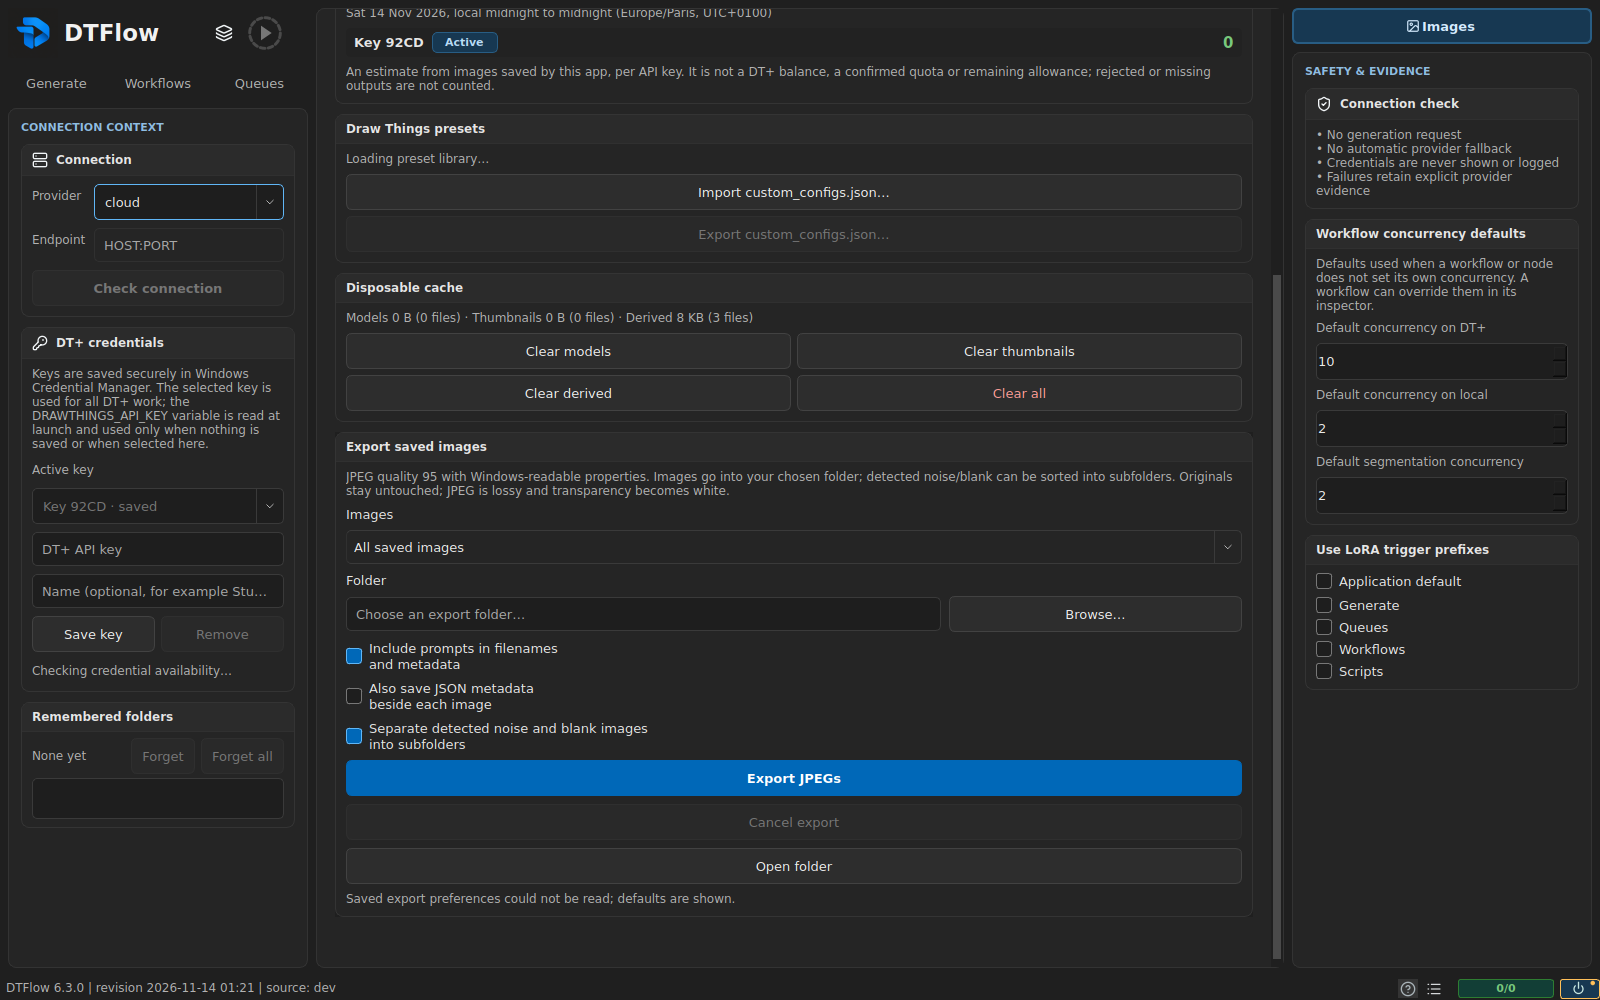 DTFlow
Generate
Workflows
Queues
CONNECTION CONTEXT
Connection
Provider
cloud
Endpoint
HOST:PORT
Check connection
DT+ credentials
Keys are saved securely in Windows
Credential Manager. The selected key is
used for all DT+ work; the
DRAWTHINGS_API_KEY variable is read at
launch and used only when nothing is
saved or when selected here.
Active key
Key 92CD · saved
DT+ API key
Name (optional, for example Stu...
Save key
Remove
Checking credential availability...
Remembered folders
None yet
Forget
Forget all
Sat 14 Nov 2026, local midnight to midnight (Europe/Paris, UTC+0100)
Key 92CD
Active
0
An estimate from images saved by this app, per API key. It is not a DT+ balance, a confirmed quota or remaining allowance; rejected or missing
outputs are not counted.
Draw Things presets
Loading preset library...
Import custom_configs.json...
Export custom_configs.json...
Disposable cache
Models 0 B (0 files) · Thumbnails 0 B (0 files) · Derived 8 KB (3 files)
Clear models
Clear thumbnails
Clear derived
Clear all
Export saved images
JPEG quality 95 with Windows-readable properties. Images go into your chosen folder; detected noise/blank can be sorted into subfolders. Originals
stay untouched; JPEG is lossy and transparency becomes white.
Images
All saved images
Folder
Choose an export folder...
Browse...
Include prompts in filenames
and metadata
Also save JSON metadata
beside each image
Separate detected noise and blank images
into subfolders
Export JPEGs
Cancel export
Open folder
Saved export preferences could not be read; defaults are shown.
Images
SAFETY & EVIDENCE
Connection check
• No generation request
• No automatic provider fallback
• Credentials are never shown or logged
• Failures retain explicit provider
evidence
Workflow concurrency defaults
Defaults used when a workflow or node
does not set its own concurrency. A
workflow can override them in its
inspector.
Default concurrency on DT+
10
Default concurrency on local
2
Default segmentation concurrency
2
Use LoRA trigger prefixes
Application default
Generate
Queues
Workflows
Scripts
DTFlow 6.3.0 | revision 2026-11-14 01:21 | source: dev
0/0